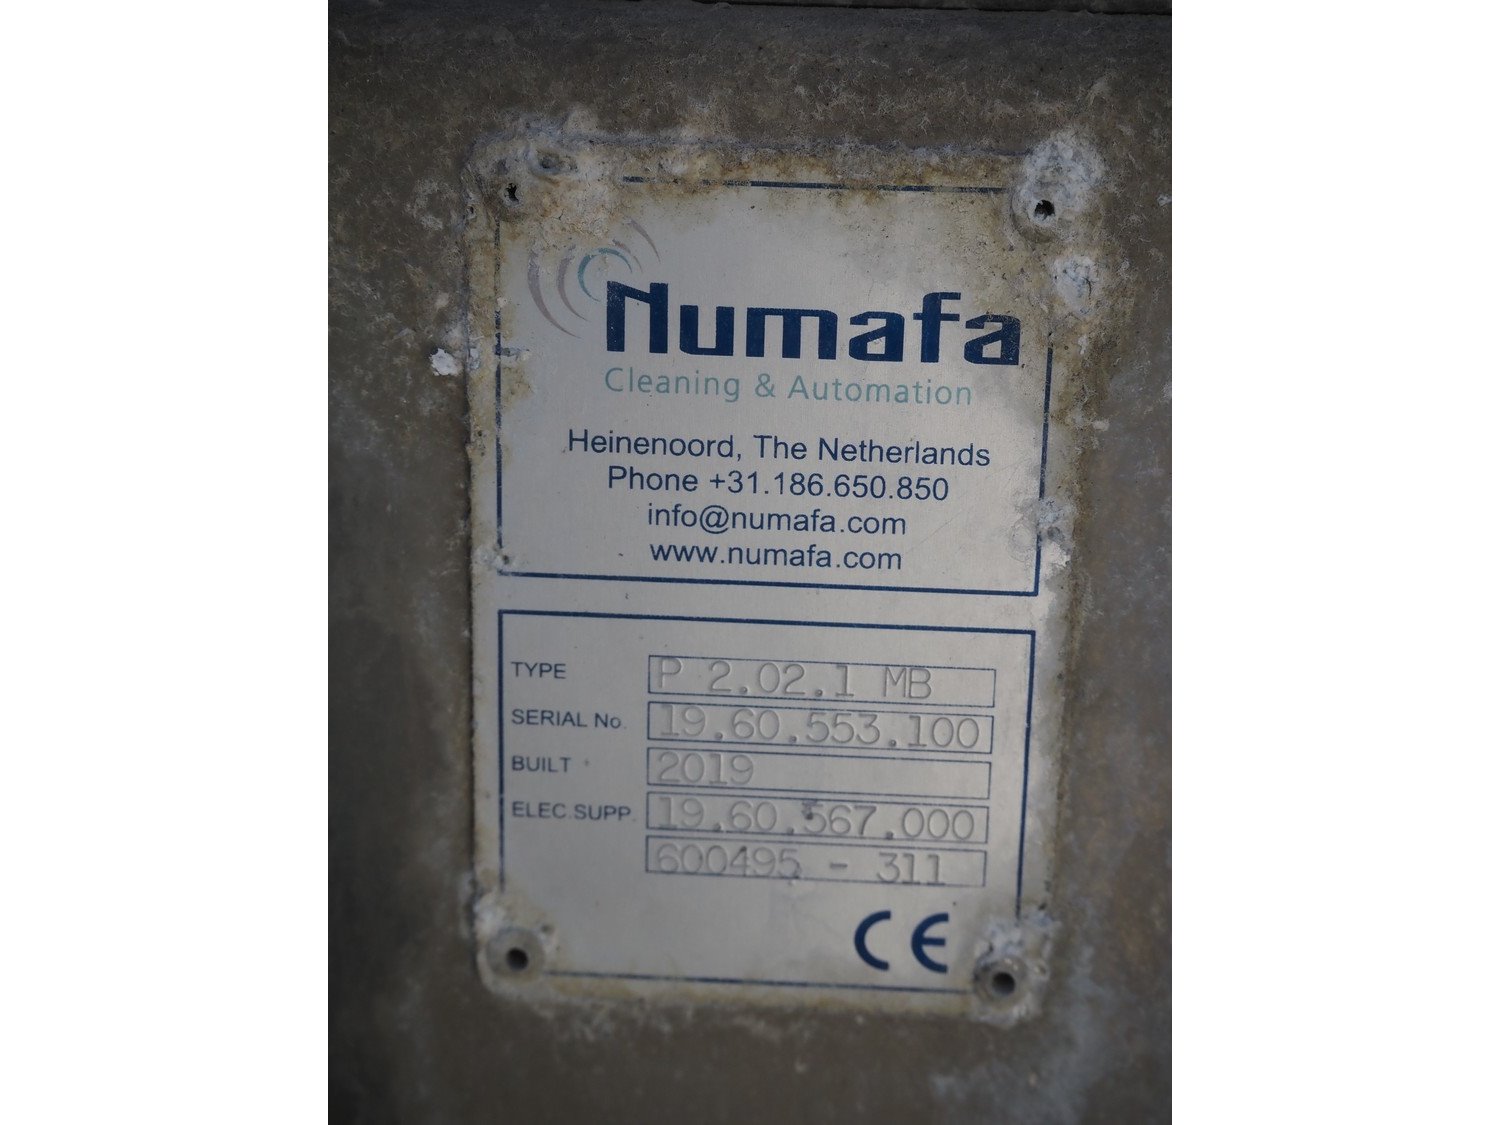 Numafa
Cleaning & Automation
Heinenoord, The Netherlands
Phone +31.186.650.850
info@numafa.com
www.numafa.com
TYPE P 2.02.1 MB
SERIAL No. 19.60.553.100
BUILT 2019
ELEC.SUPP. 19.60.567.000
600495 - 311
CE